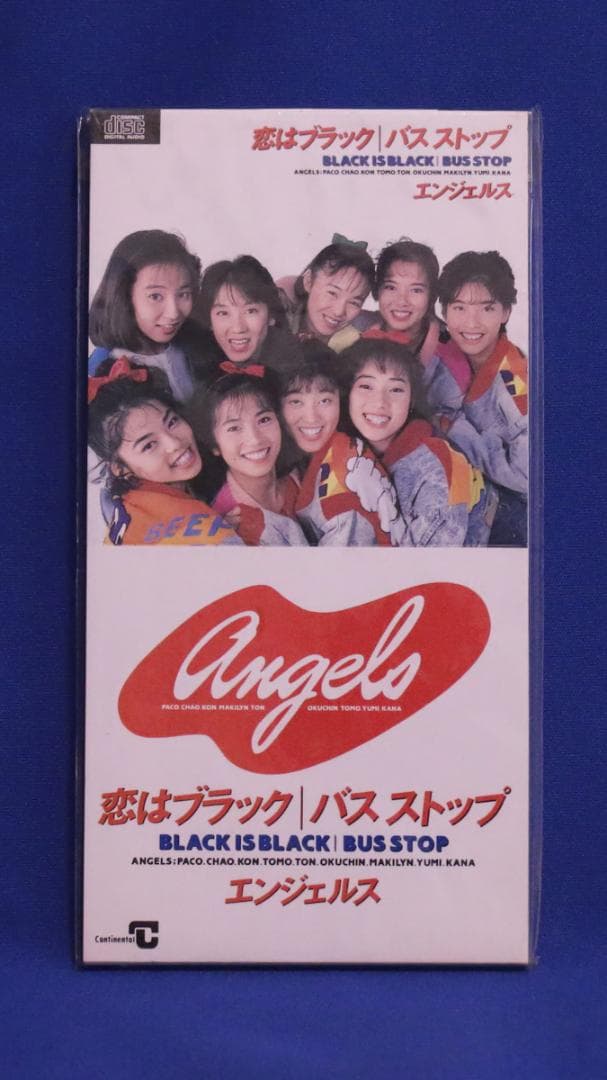 COMPACT
disc
DIGITAL AUDIO
恋はブラック|バス ストップ
BLACK IS BLACK | BUS STOP
ANGELS:PACO.CHAO.KON.TOMO.TON.OKUCHIN.MAKILYN.YUMI.KANA
エンジェルス
BEEF
Angels
PACO.CHAO.KON.MAKILYN.TON OKUCHIN.TOMO.YUMI.KANA
恋はブラック|バス ストップ
BLACK IS BLACK | BUS STOP
ANGELS:PACO.CHAO.KON.TOMO.TON.OKUCHIN.MAKILYN.YUMI.KANA
エンジェルス
Continental